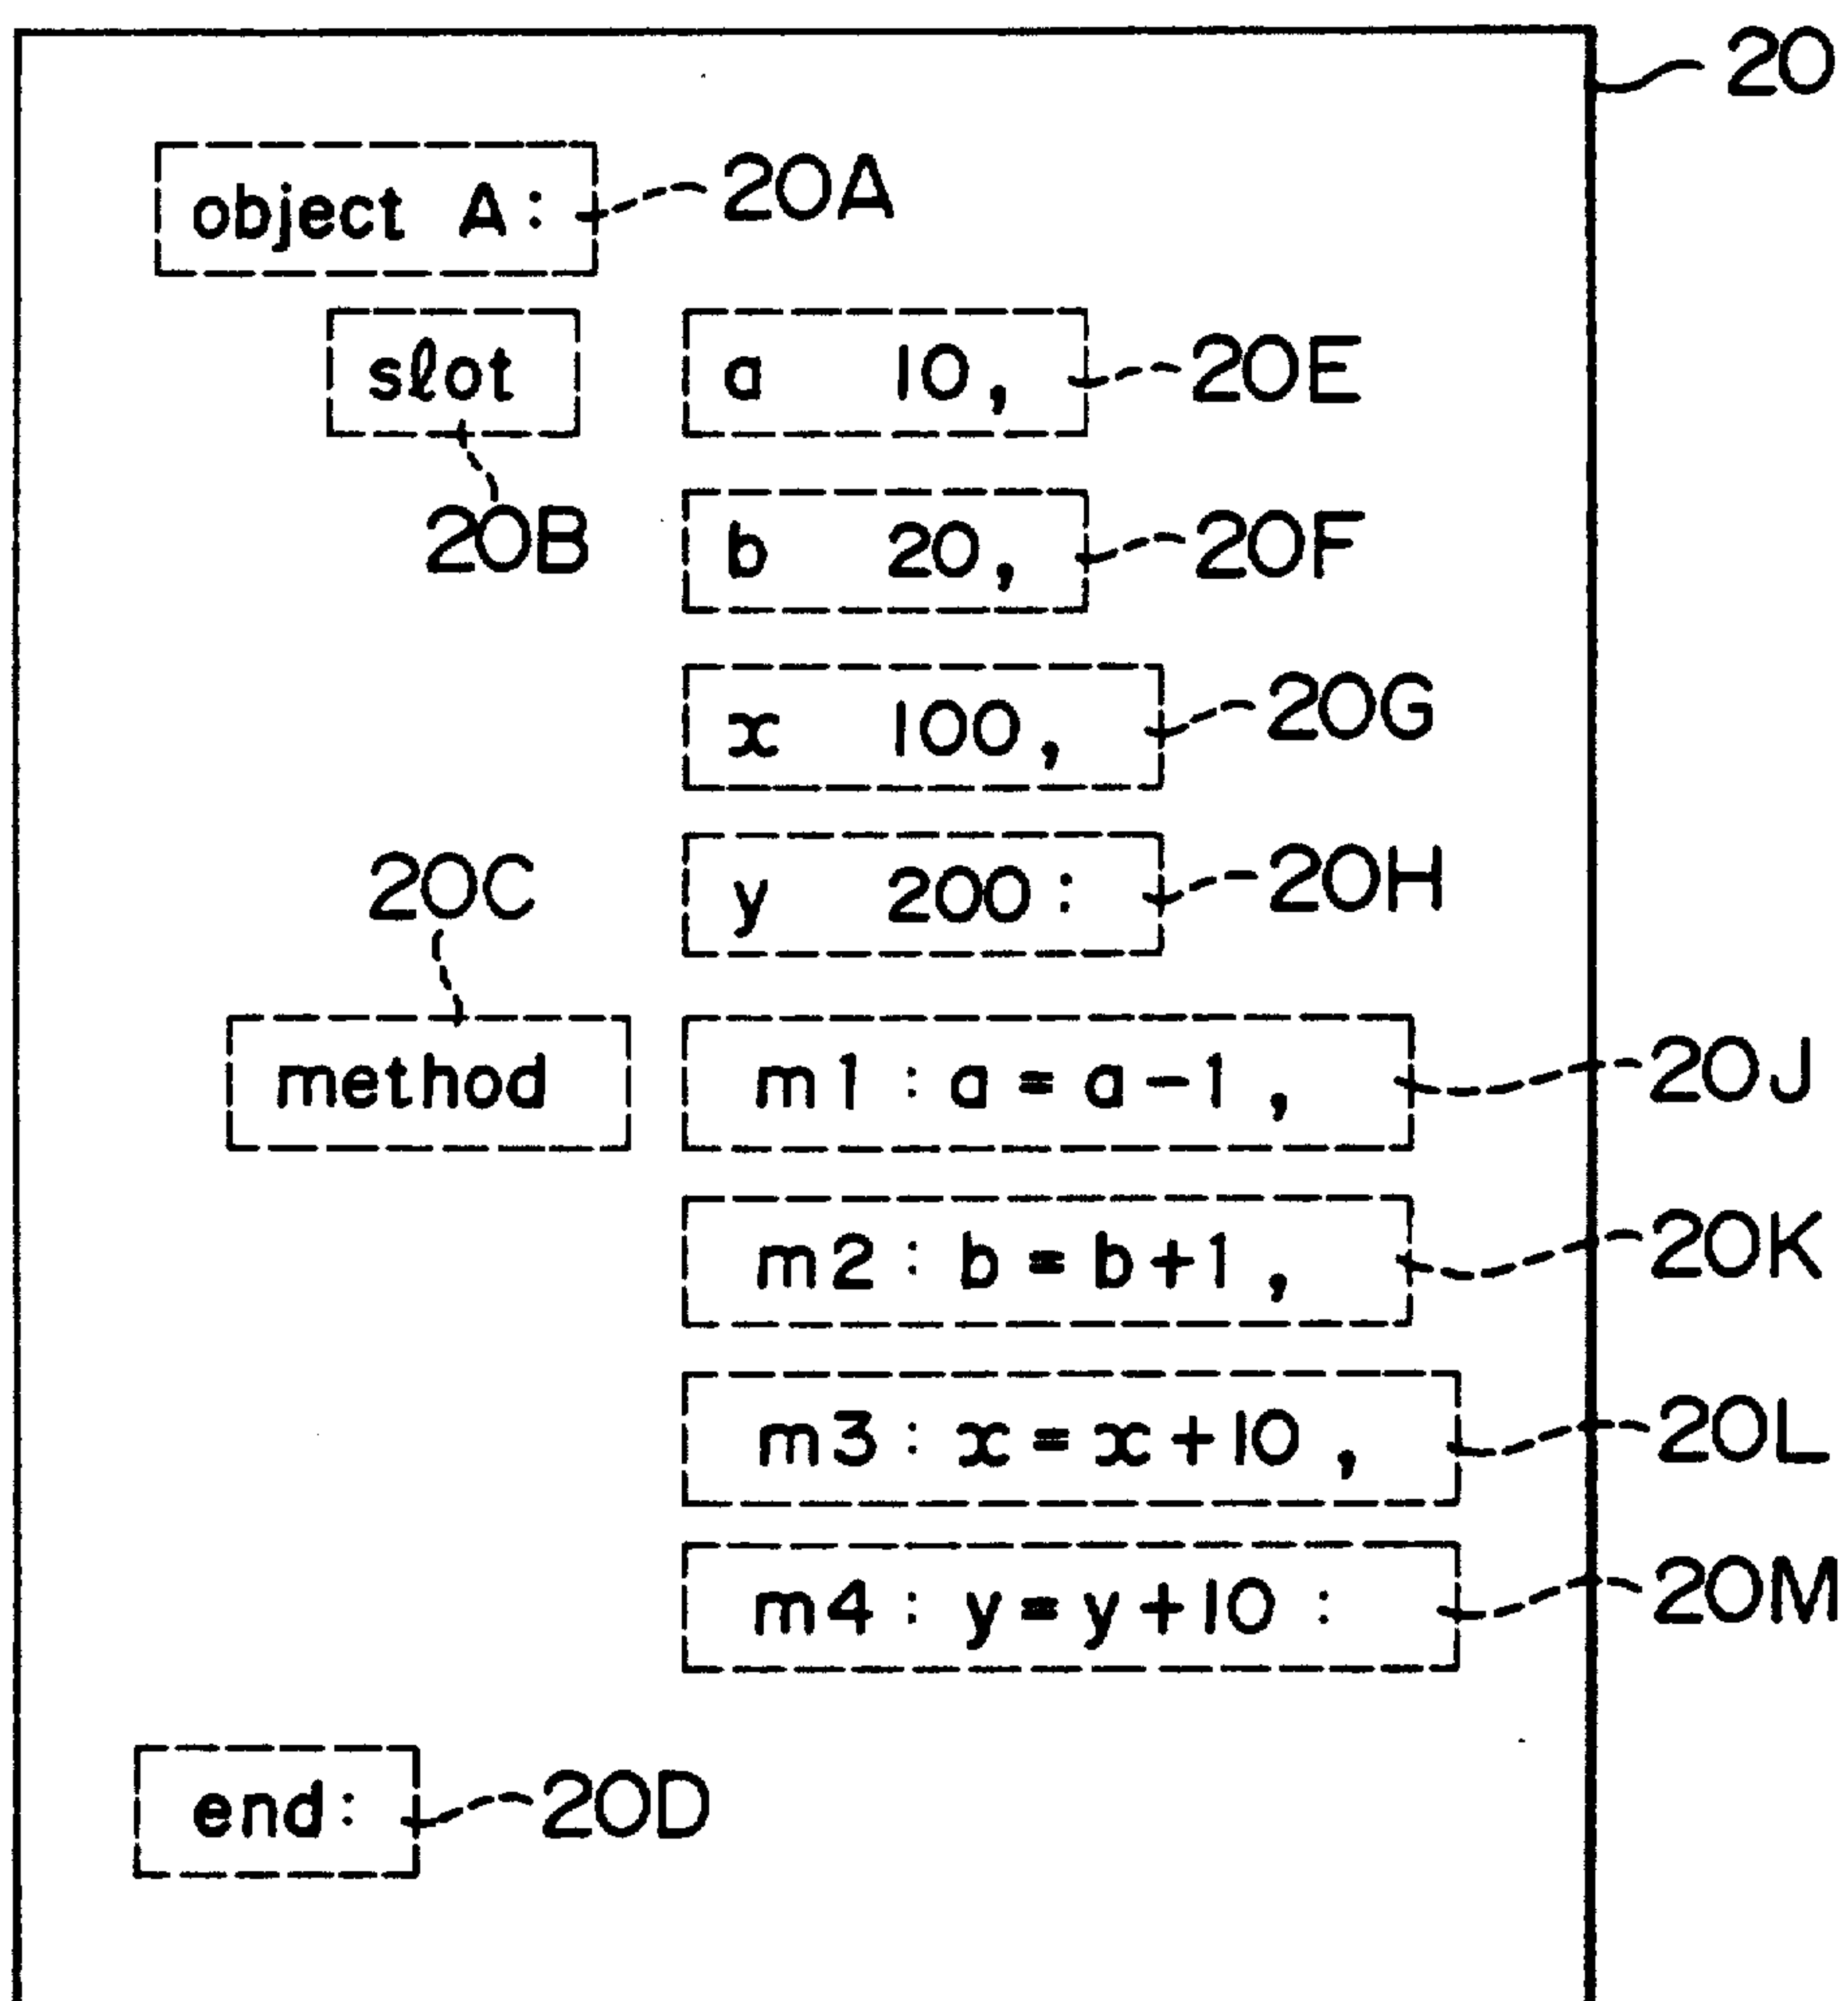 20
object A: 20A
slot a 10, 20E
20B b 20, 20F
x 100, 20G
20C y 200: 20H
method m1: a=a-1, 20J
m2: b=b+1, 20K
m3: x=x+10, 20L
m4: y=y+10: 20M
end: 20D